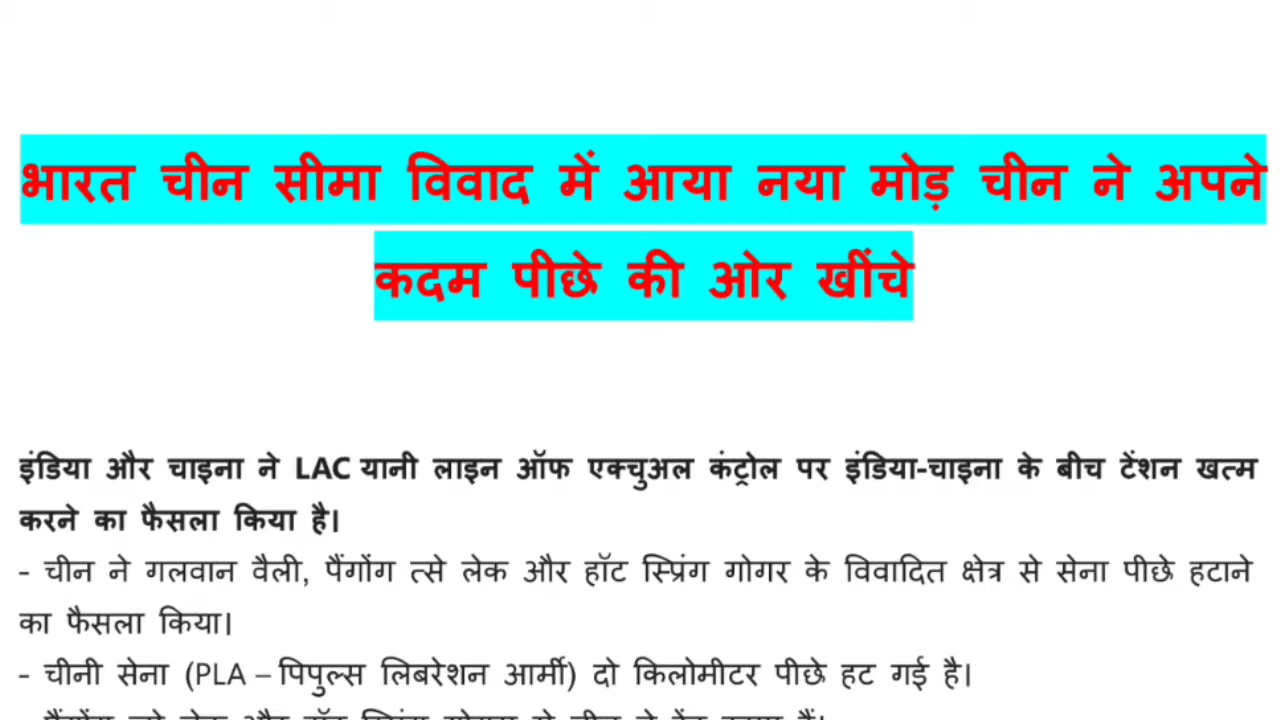 भारत चीन सीमा विवाद में आया नया मोड़ चीन ने अपने
कदम पीछे की ओर खींचे
इंडिया और चाइना ने LAC यानी लाइन ऑफ एक्चुअल कंट्रोल पर इंडिया-चाइना के बीच टेंशन खत्म
करने का फैसला किया है।
– चीन ने गलवान वैली, पैंगोंग त्से लेक और हॉट स्प्रिंग गोगर के विवादित क्षेत्र से सेना पीछे हटाने
का फैसला किया।
– चीनी सेना (PLA – पिपुल्स लिबरेशन आर्मी) दो किलोमीटर पीछे हट गई है।